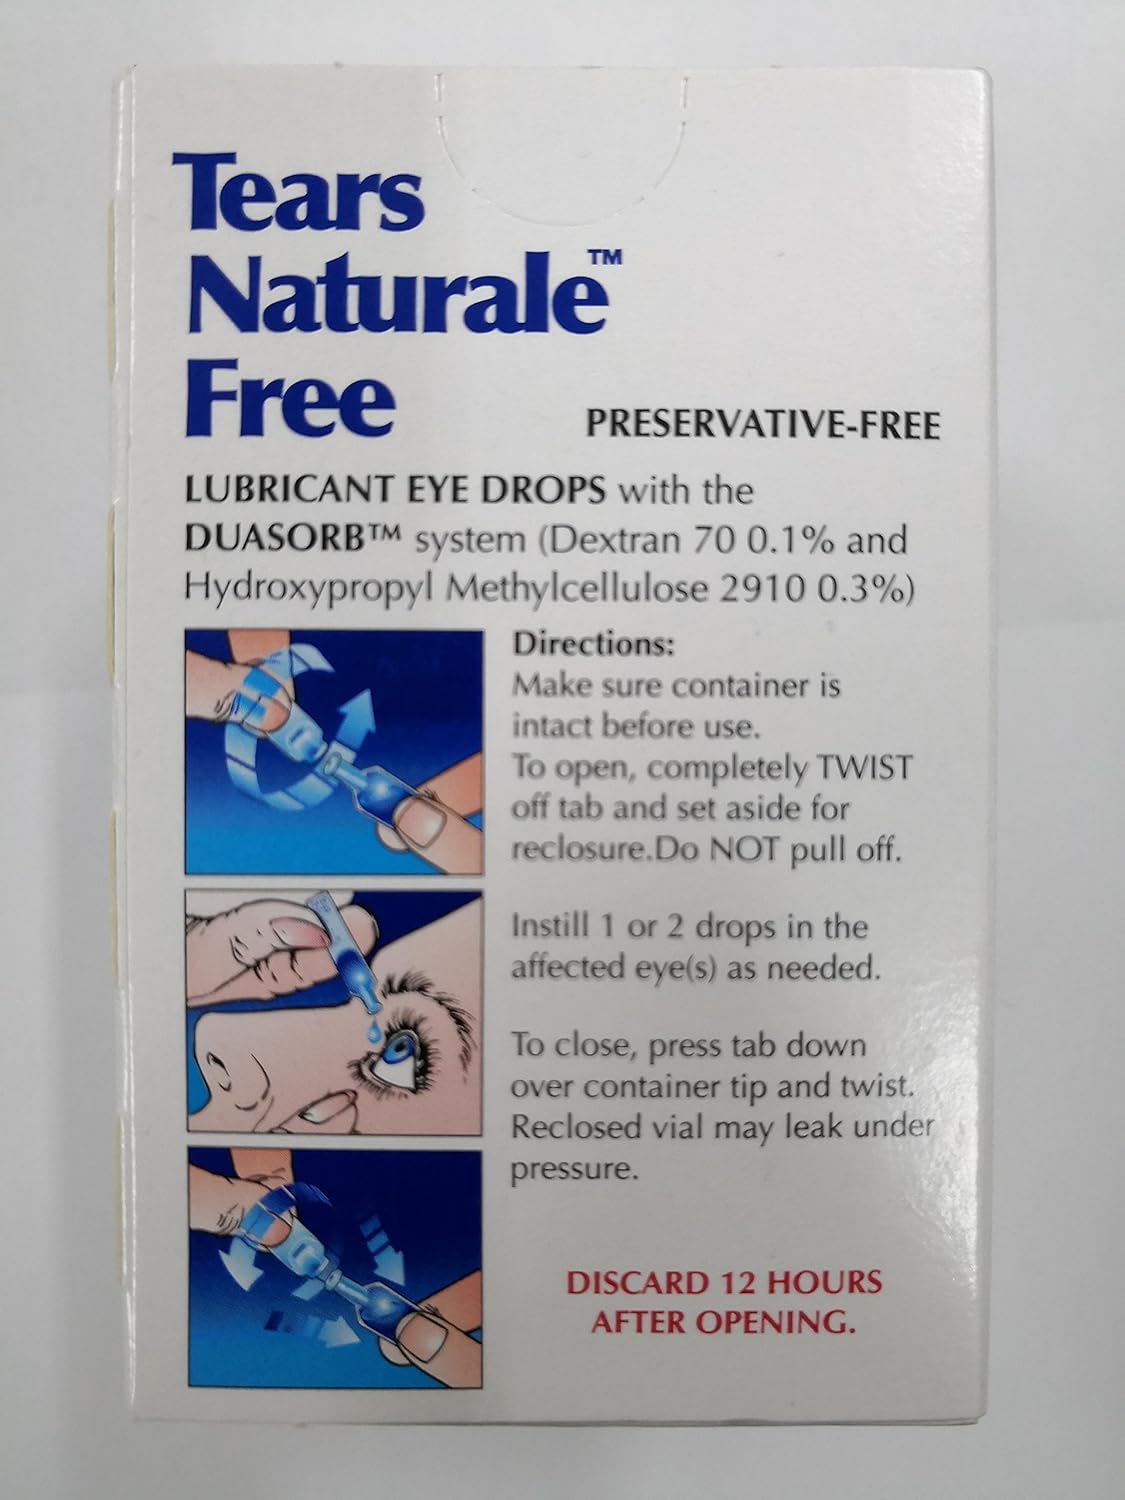 Tears
Naturale™
Free
PRESERVATIVE-FREE
LUBRICANT EYE DROPS with the
DUASORB™ system (Dextran 70 0.1% and
Hydroxypropyl Methylcellulose 2910 0.3%)
Directions:
Make sure container is
intact before use.
To open, completely TWIST
off tab and set aside for
reclosure.Do NOT pull off.
Instill 1 or 2 drops in the
affected eye(s) as needed.
To close, press tab down
over container tip and twist.
Reclosed vial may leak under
pressure.
DISCARD 12 HOURS
AFTER OPENING.